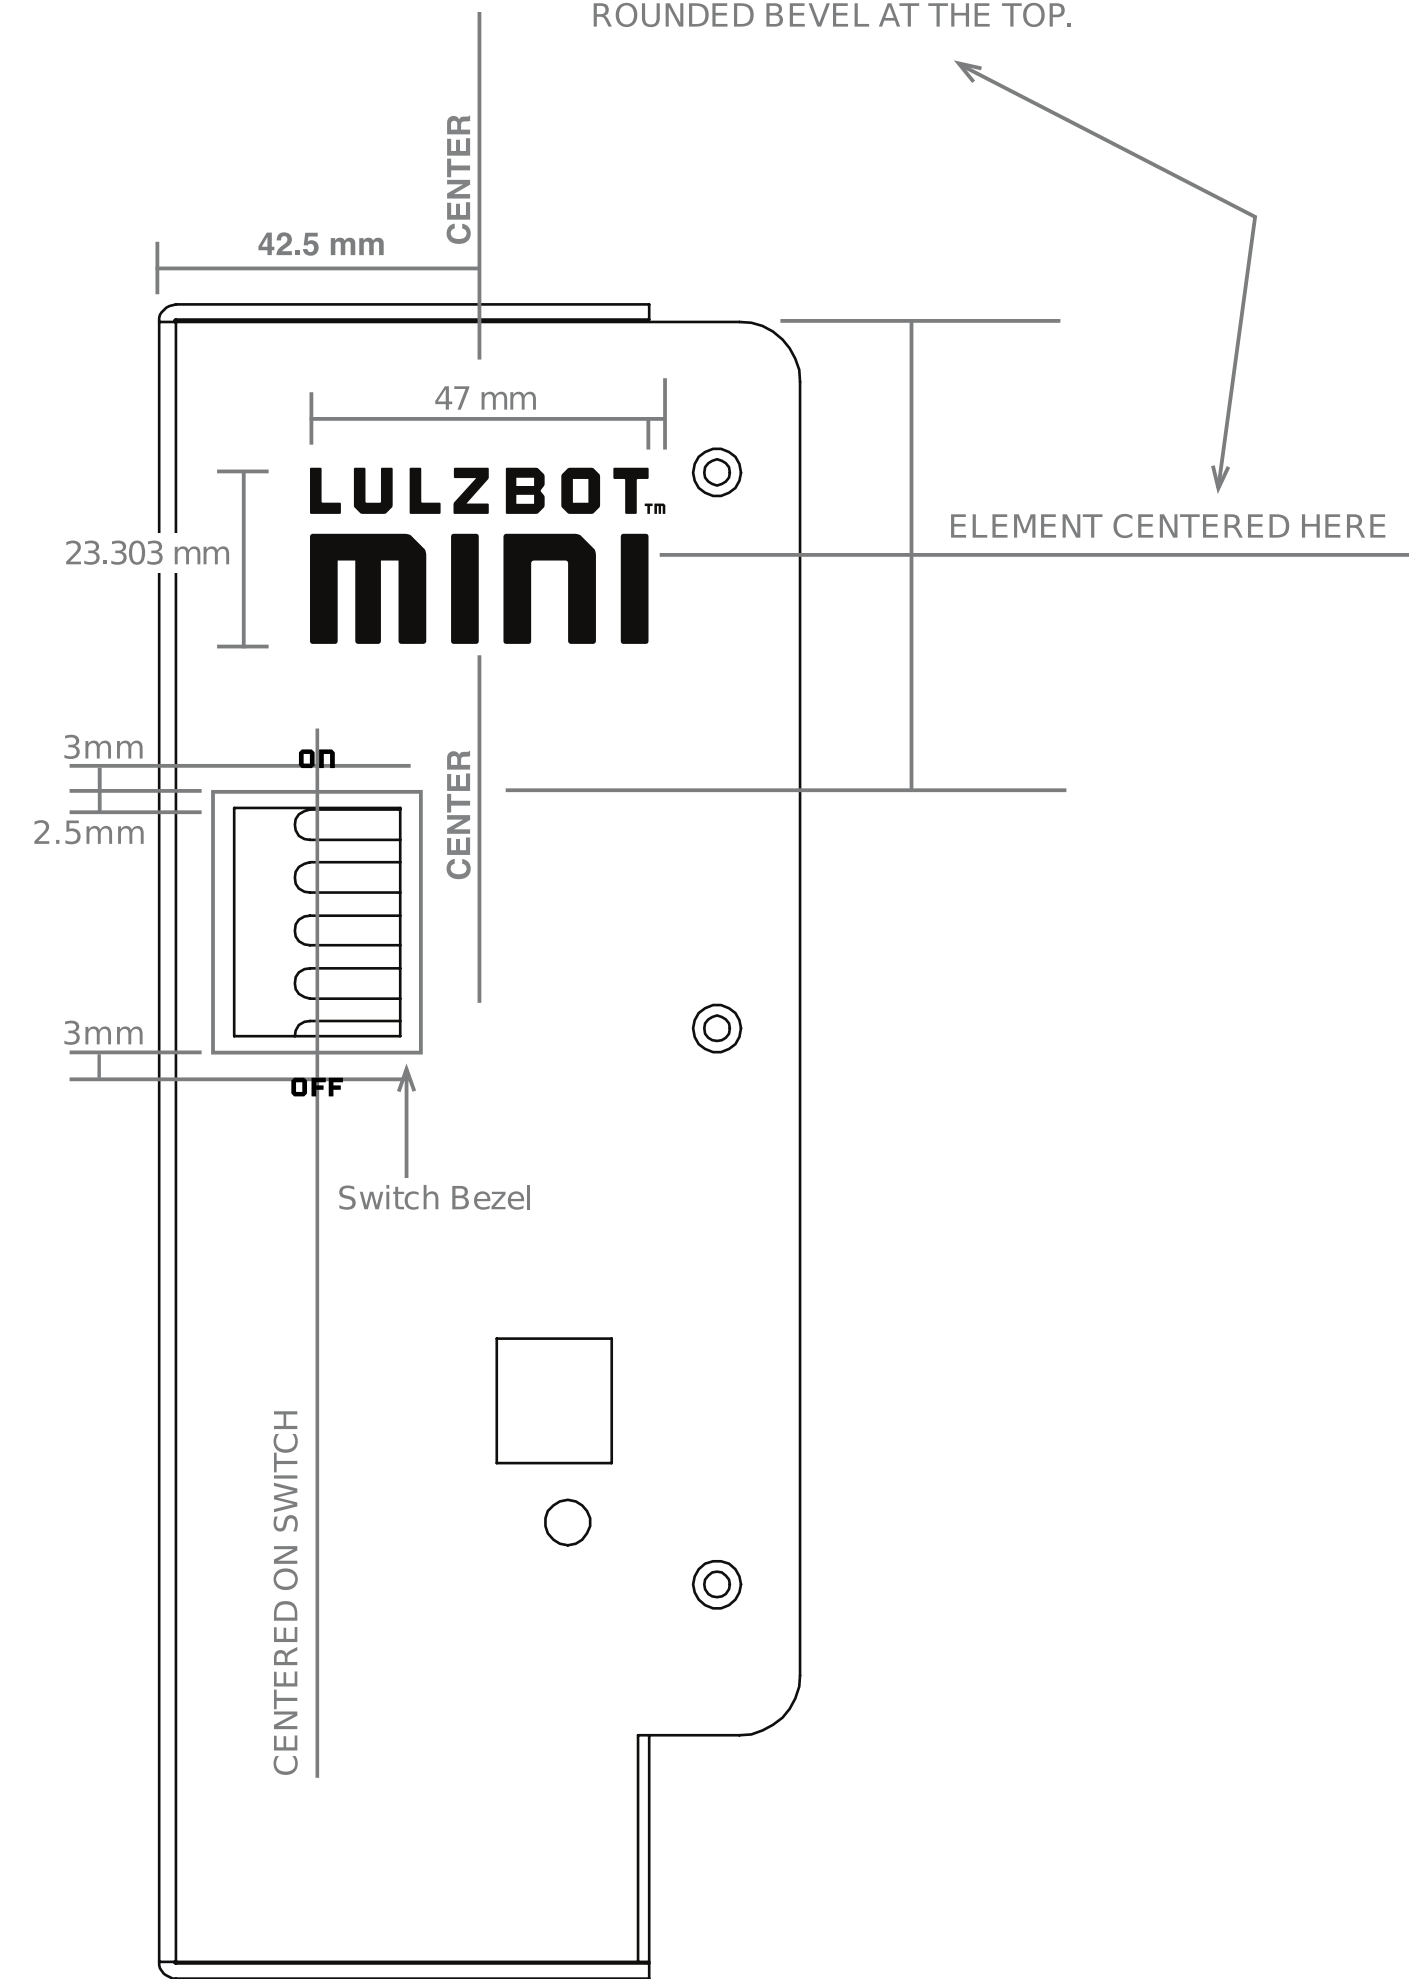 ROUNDED BEVEL AT THE TOP.
CENTER
42.5 mm
47 mm
LULZBOT™
mini
23.303 mm
ELEMENT CENTERED HERE
3mm
on
2.5mm
CENTER
3mm
OFF
Switch Bezel
CENTERED ON SWITCH